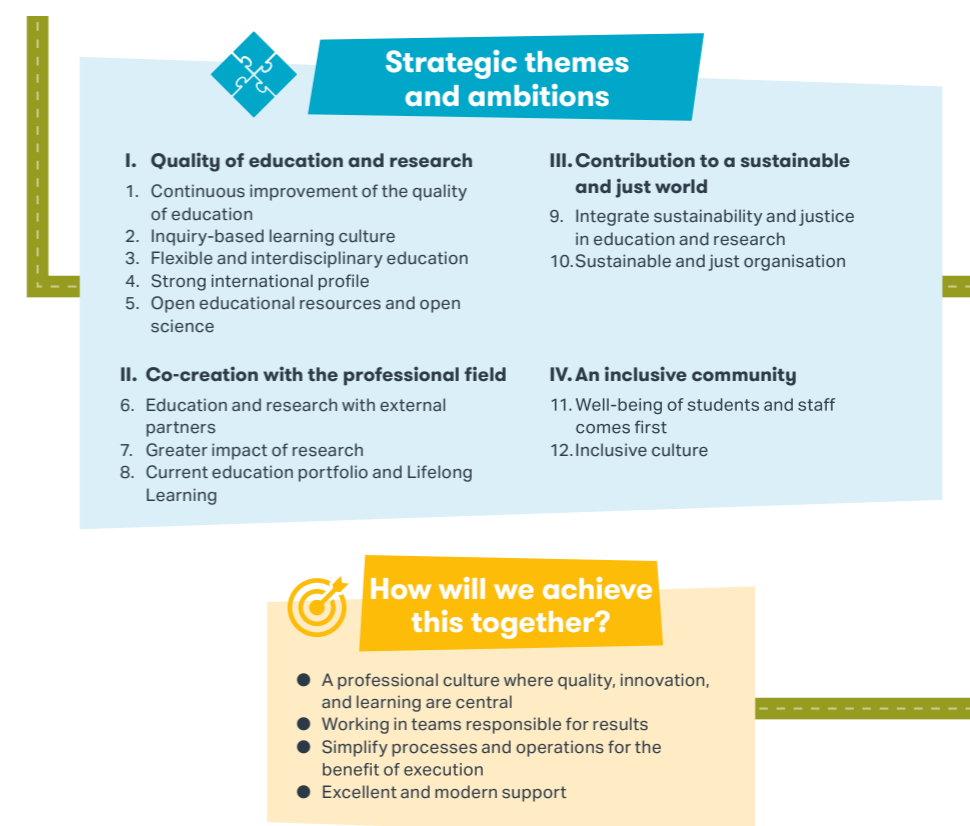 Strategic themes
and ambitions
I. Quality of education and research
1. Continuous improvement of the quality
of education
2. Inquiry-based learning culture
3. Flexible and interdisciplinary education
4. Strong international profile
5. Open educational resources and open
science
II. Co-creation with the professional field
6. Education and research with external
partners
7. Greater impact of research
8. Current education portfolio and Lifelong
Learning
III. Contribution to a sustainable
and just world
9. Integrate sustainability and justice
in education and research
10. Sustainable and just organisation
IV. An inclusive community
11. Well-being of students and staff
comes first
12. Inclusive culture
How will we achieve
this together?
● A professional culture where quality, innovation,
and learning are central
● Working in teams responsible for results
● Simplify processes and operations for the
benefit of execution
● Excellent and modern support